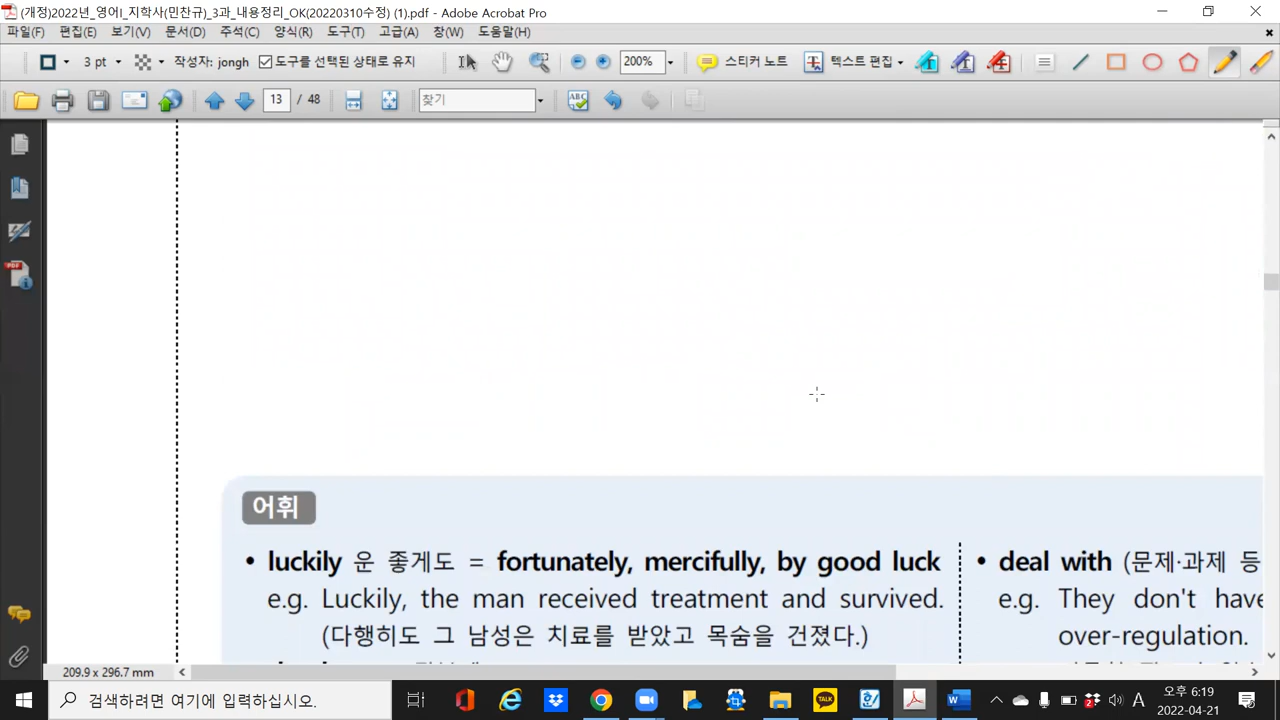 (개정)2022년_영어I_지학사(민찬규)_3과_내용정리_OK(20220310수정) (1).pdf - Adobe Acrobat Pro
파일(F) 편집(E) 보기(V) 문서(D) 주석(C) 양식(R) 도구(T) 고급(A) 창(W) 도움말(H)
3 pt 작성자: jongh 도구를 선택된 상태로 유지 200% 스티커 노트 텍스트 편집
13 / 48 찾기
어휘
• luckily 운 좋게도 = fortunately, mercifully, by good luck
e.g. Luckily, the man received treatment and survived.
(다행히도 그 남성은 치료를 받았고 목숨을 건졌다.)
• deal with (문제·과제 등
e.g. They don't have
over-regulation.
209.9 x 296.7 mm
검색하려면 여기에 입력하십시오.
TALK
A
오후 6:19
2022-04-21